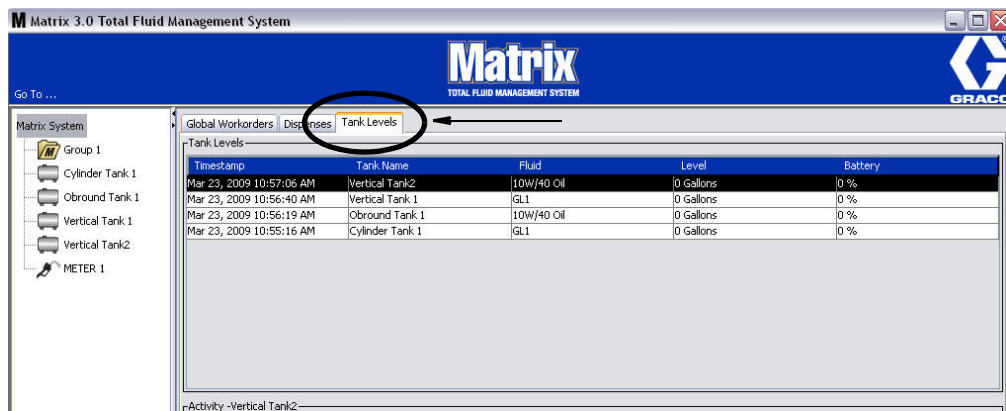 M Matrix 3.0 Total Fluid Management System
Matrix
TOTAL FLUID MANAGEMENT SYSTEM
G
GRACO
Go To ...
Matrix System
Group 1
Cylinder Tank 1
Obround Tank 1
Vertical Tank 1
Vertical Tank2
METER 1
Global Workorders Dispenses Tank Levels
Tank Levels
Timestamp Tank Name Fluid Level Battery
Mar 23, 2009 10:57:06 AM Vertical Tank2 10W/40 Oil 0 Gallons 0 %
Mar 23, 2009 10:56:40 AM Vertical Tank 1 GL1 0 Gallons 0 %
Mar 23, 2009 10:56:19 AM Obround Tank 1 10W/40 Oil 0 Gallons 0 %
Mar 23, 2009 10:55:16 AM Cylinder Tank 1 GL1 0 Gallons 0 %
Activity -Vertical Tank2